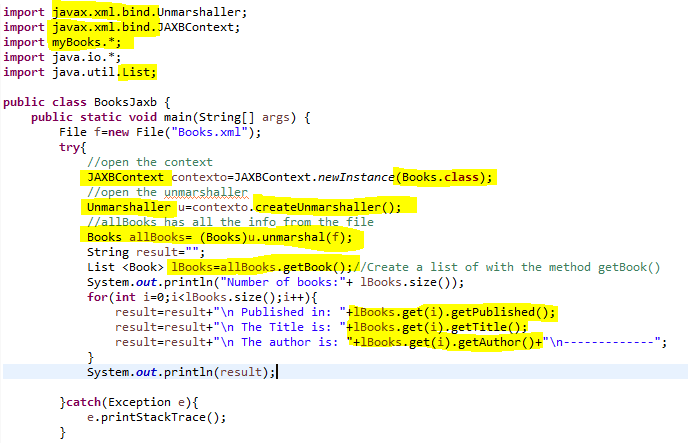 import javax.xml.bind.Unmarshaller;
import javax.xml.bind.JAXBContext;
import myBooks.*;
import java.io.*;
import java.util.List;
public class BooksJaxb {
public static void main(String[] args) {
File f=new File("Books.xml");
try{
//open the context
JAXBContext contexto=JAXBContext.newInstance(Books.class);
//open the unmarshaller
Unmarshaller u=contexto.createUnmarshaller();
//allBooks has all the info from the file
Books allBooks= (Books)u.unmarshal(f);
String result="";
List <Book> lBooks=allBooks.getBook();//Create a list of with the method getBook()
System.out.println("Number of books:"+ lBooks.size());
for(int i=0;i<lBooks.size();i++){
result=result+"\n Published in: "+lBooks.get(i).getPublished();
result=result+"\n The Title is: "+lBooks.get(i).getTitle();
result=result+"\n The author is: "+lBooks.get(i).getAuthor()+"\n-------------";
}
System.out.println(result);
}catch(Exception e){
e.printStackTrace();
}